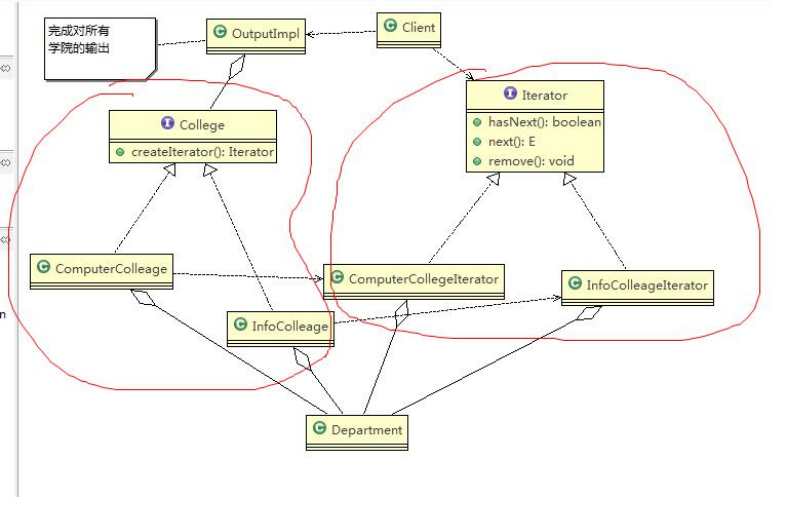 完成对所有
学院的输出
C OutputImpl
C Client
I College
createIterator(): Iterator
I Iterator
hasNext(): boolean
next(): E
remove(): void
C ComputerColleage
C ComputerCollegeIterator
C InfoColleageIterator
C InfoColleage
C Department
n